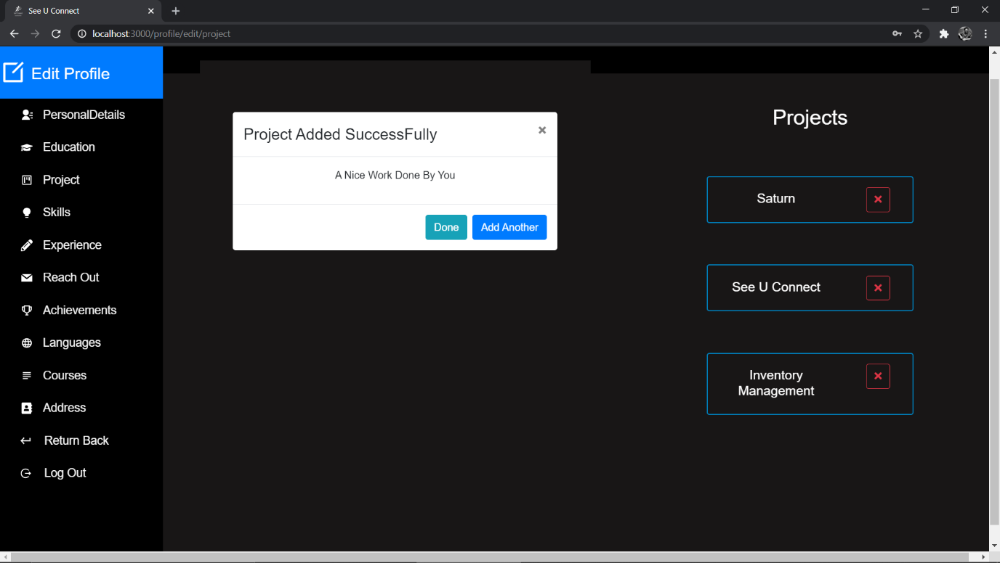 See U Connect
localhost:3000/profile/edit/project
Edit Profile
PersonalDetails
Education
Project
Skills
Experience
Reach Out
Achievements
Languages
Courses
Address
Return Back
Log Out
Project Added SuccessFully
×
A Nice Work Done By You
Done
Add Another
Projects
Saturn
See U Connect
Inventory
Management